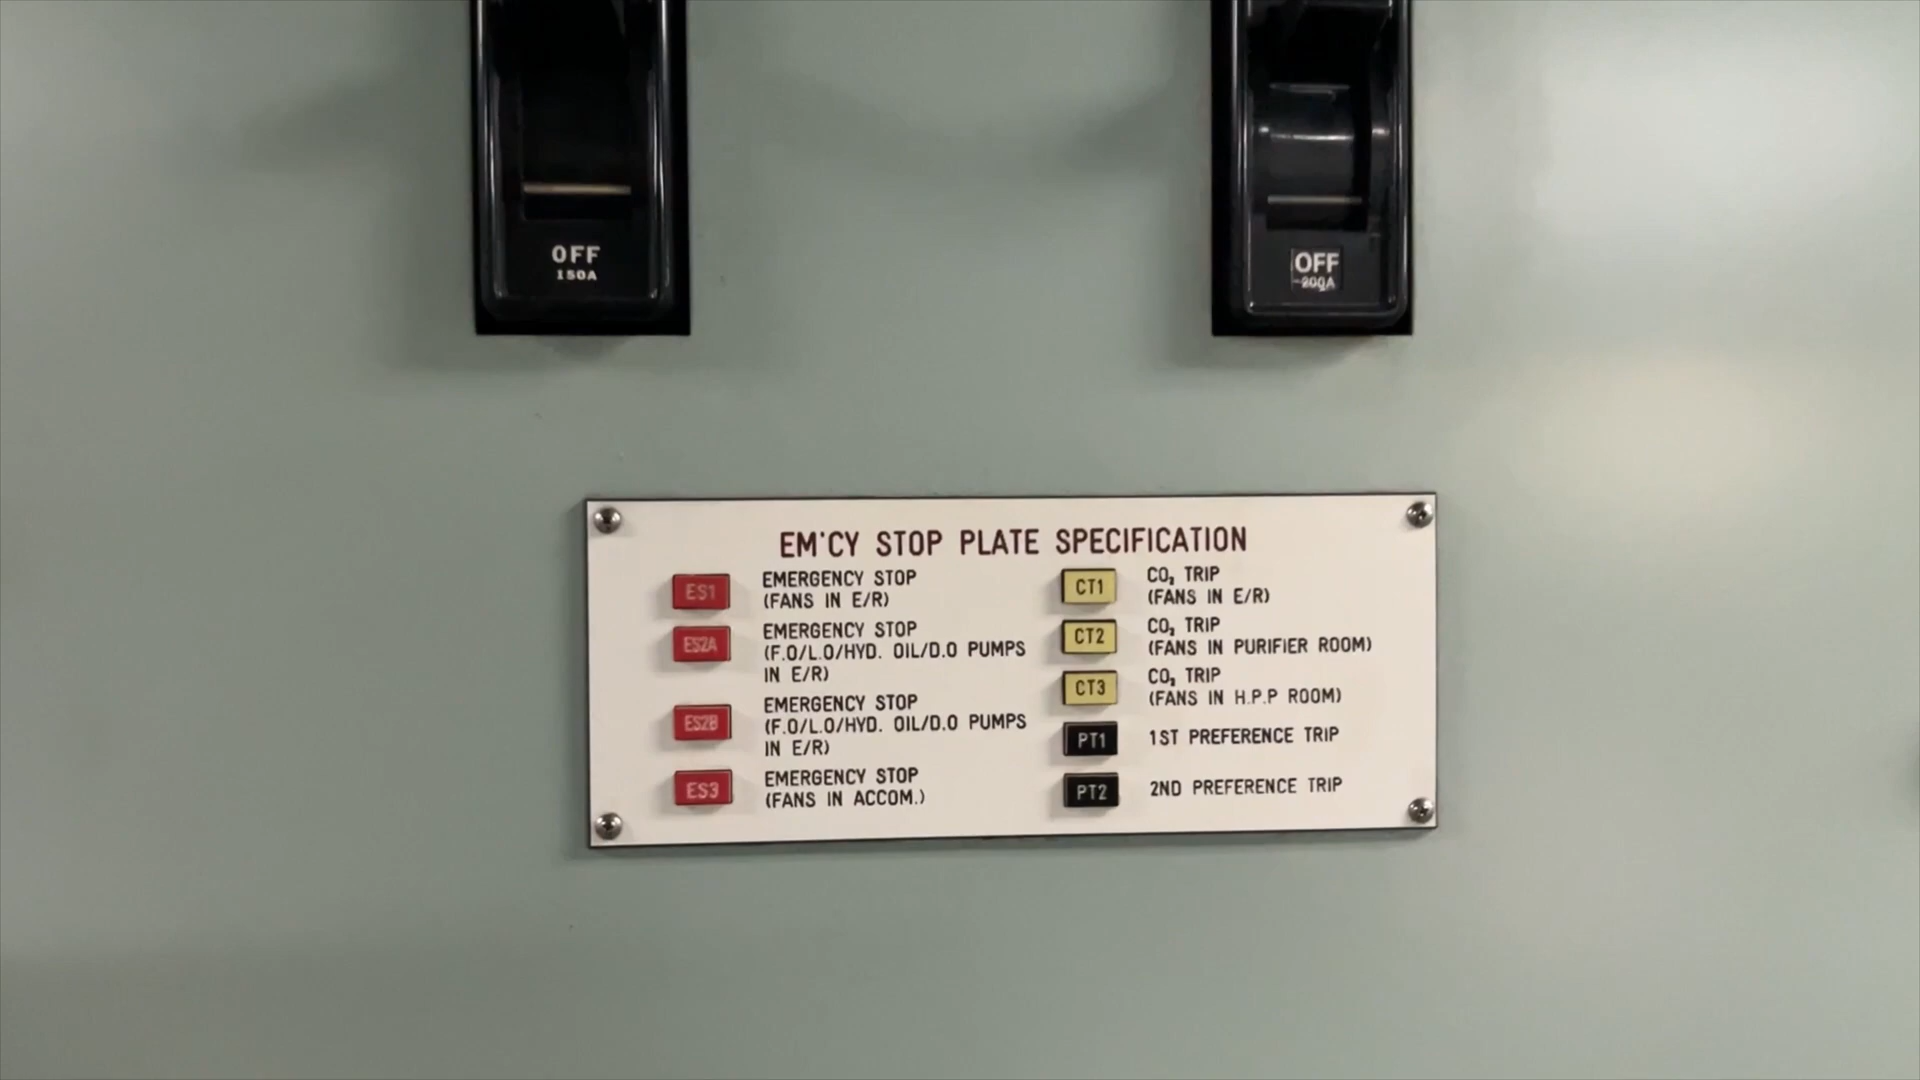 OFF
150A
OFF
200A
EM'CY STOP PLATE SPECIFICATION
ES1
EMERGENCY STOP
(FANS IN E/R)
ES2A
EMERGENCY STOP
(F.O/L.O/HYD. OIL/D.O PUMPS
IN E/R)
ES2B
EMERGENCY STOP
(F.O/L.O/HYD. OIL/D.O PUMPS
IN E/R)
ES3
EMERGENCY STOP
(FANS IN ACCOM.)
CT1
CO₂ TRIP
(FANS IN E/R)
CT2
CO₂ TRIP
(FANS IN PURIFIER ROOM)
CT3
CO₂ TRIP
(FANS IN H.P.P ROOM)
PT1
1ST PREFERENCE TRIP
PT2
2ND PREFERENCE TRIP